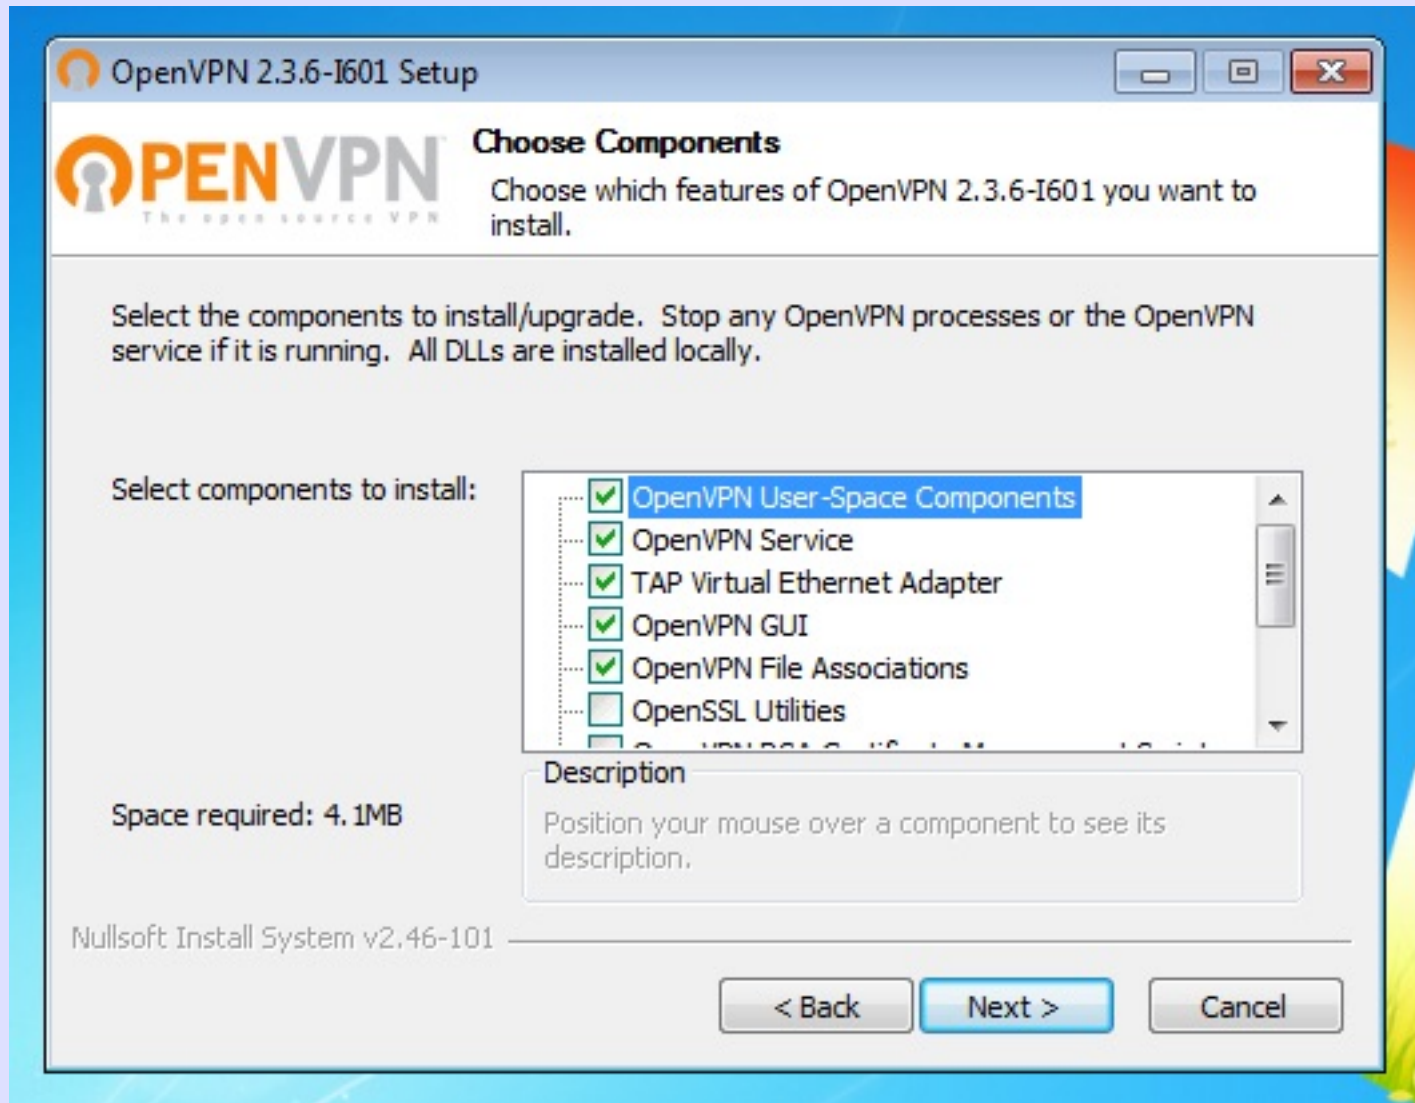 OpenVPN 2.3.6-I601 Setup
OPENVPN
The open source VPN
Choose Components
Choose which features of OpenVPN 2.3.6-I601 you want to
install.
Select the components to install/upgrade. Stop any OpenVPN processes or the OpenVPN
service if it is running. All DLLs are installed locally.
Select components to install:
OpenVPN User-Space Components
OpenVPN Service
TAP Virtual Ethernet Adapter
OpenVPN GUI
OpenVPN File Associations
OpenSSL Utilities
Space required: 4.1MB
Description
Position your mouse over a component to see its
description.
Nullsoft Install System v2.46-101
< Back
Next >
Cancel